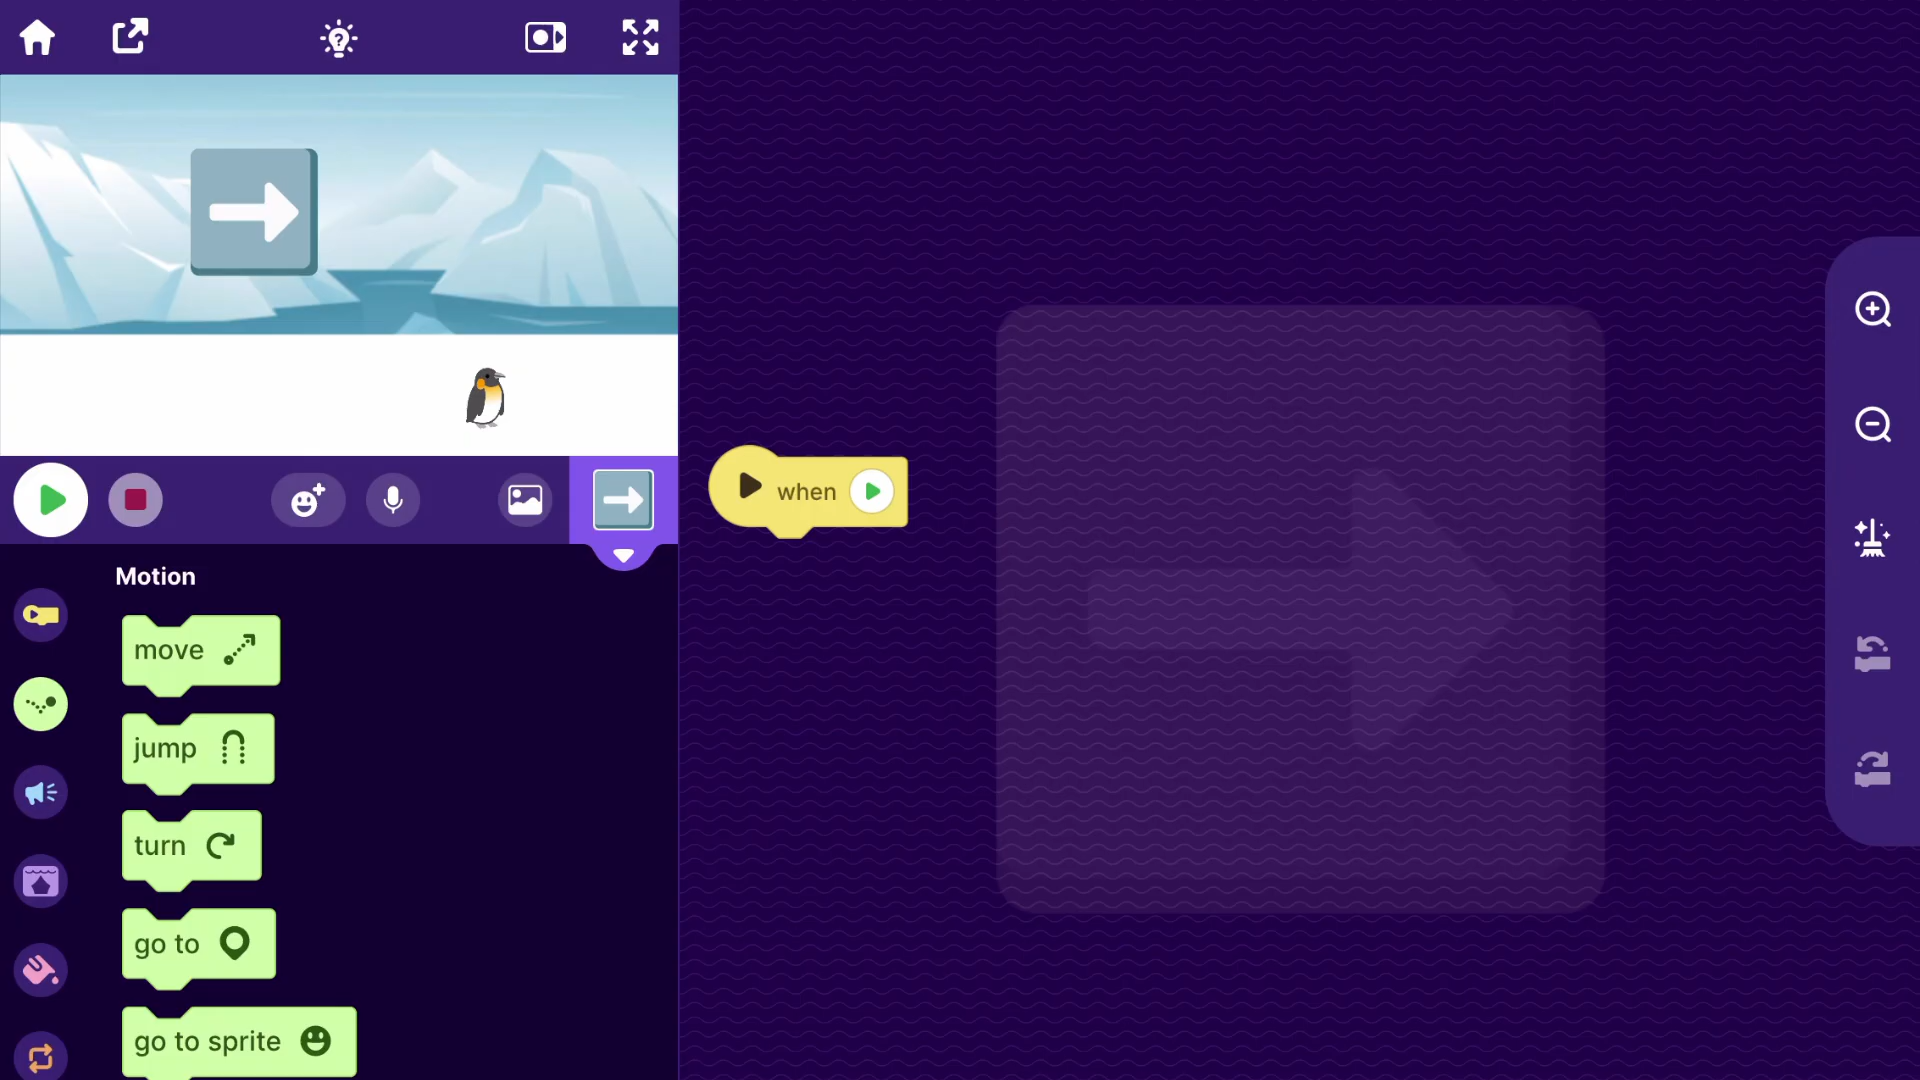 when
Motion
move
jump
turn
go to
go to sprite